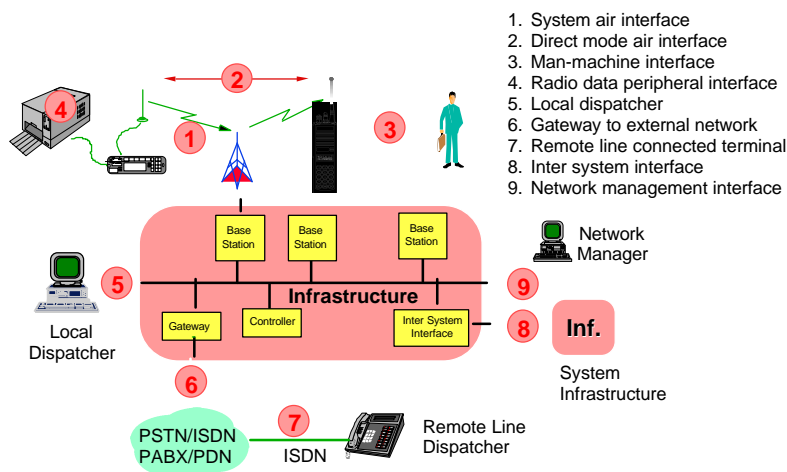 1. System air interface
2. Direct mode air interface
3. Man-machine interface
4. Radio data peripheral interface
5. Local dispatcher
6. Gateway to external network
7. Remote line connected terminal
8. Inter system interface
9. Network management interface
2
4
1
3
Base
Station
Base
Station
Base
Station
Network
Manager
5
Infrastructure
9
Local
Dispatcher
Gateway
Controller
Inter System
Interface
8
Inf.
System
Infrastructure
6
PSTN/ISDN
PABX/PDN
7
ISDN
Remote Line
Dispatcher